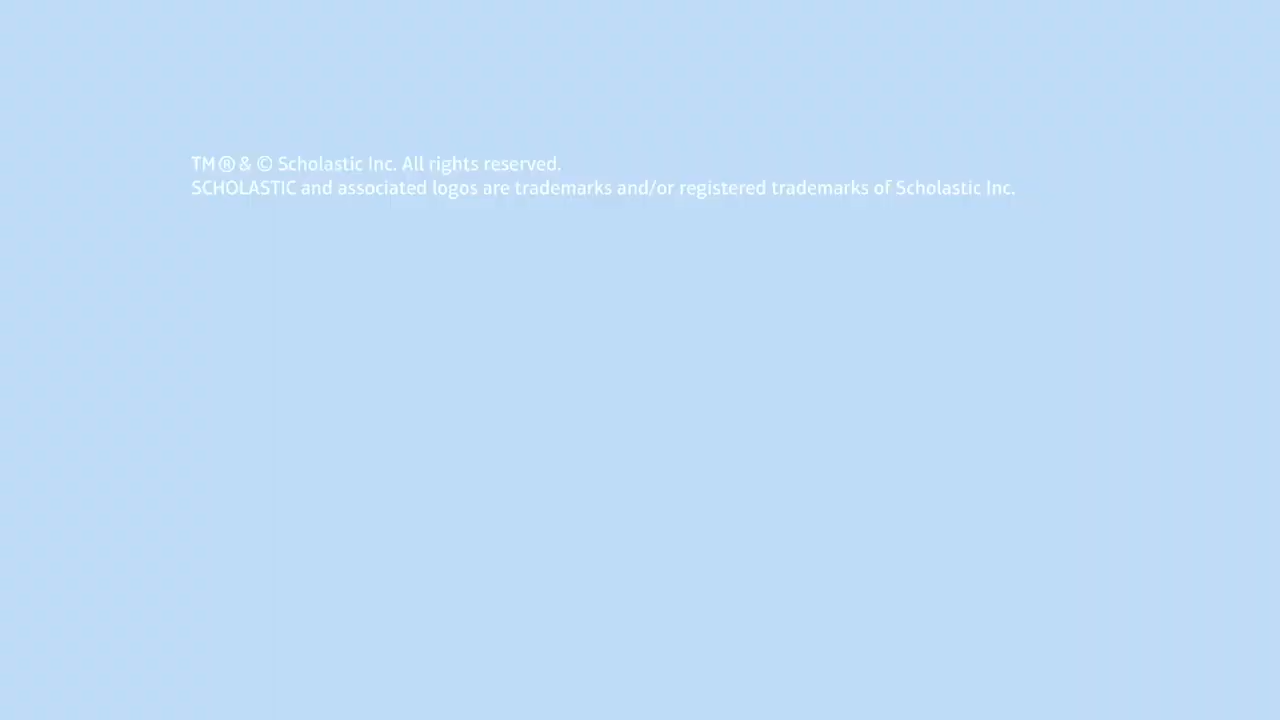 TM ® & © Scholastic Inc. All rights reserved.
SCHOLASTIC and associated logos are trademarks and/or registered trademarks of Scholastic Inc.